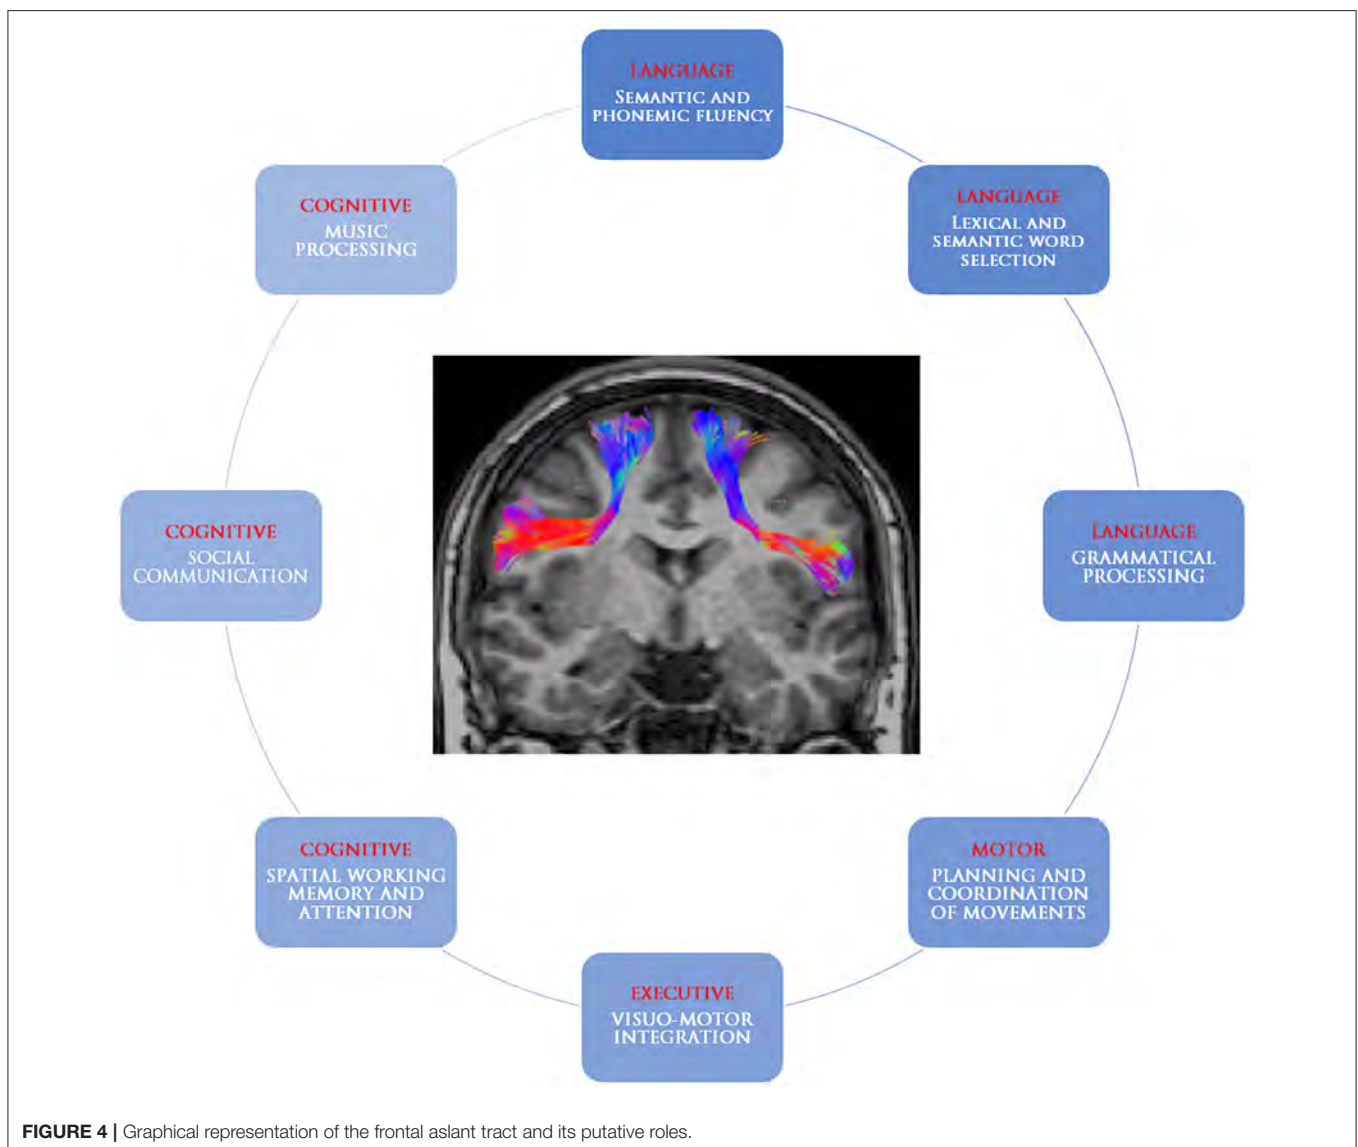 LANGUAGE
SEMANTIC AND
PHONEMIC FLUENCY
LANGUAGE
LEXICAL AND
SEMANTIC WORD
SELECTION
LANGUAGE
GRAMMATICAL
PROCESSING
MOTOR
PLANNING AND
COORDINATION
OF MOVEMENTS
EXECUTIVE
VISUO-MOTOR
INTEGRATION
COGNITIVE
SPATIAL WORKING
MEMORY AND
ATTENTION
COGNITIVE
SOCIAL
COMMUNICATION
COGNITIVE
MUSIC
PROCESSING
FIGURE 4 | Graphical representation of the frontal aslant tract and its putative roles.